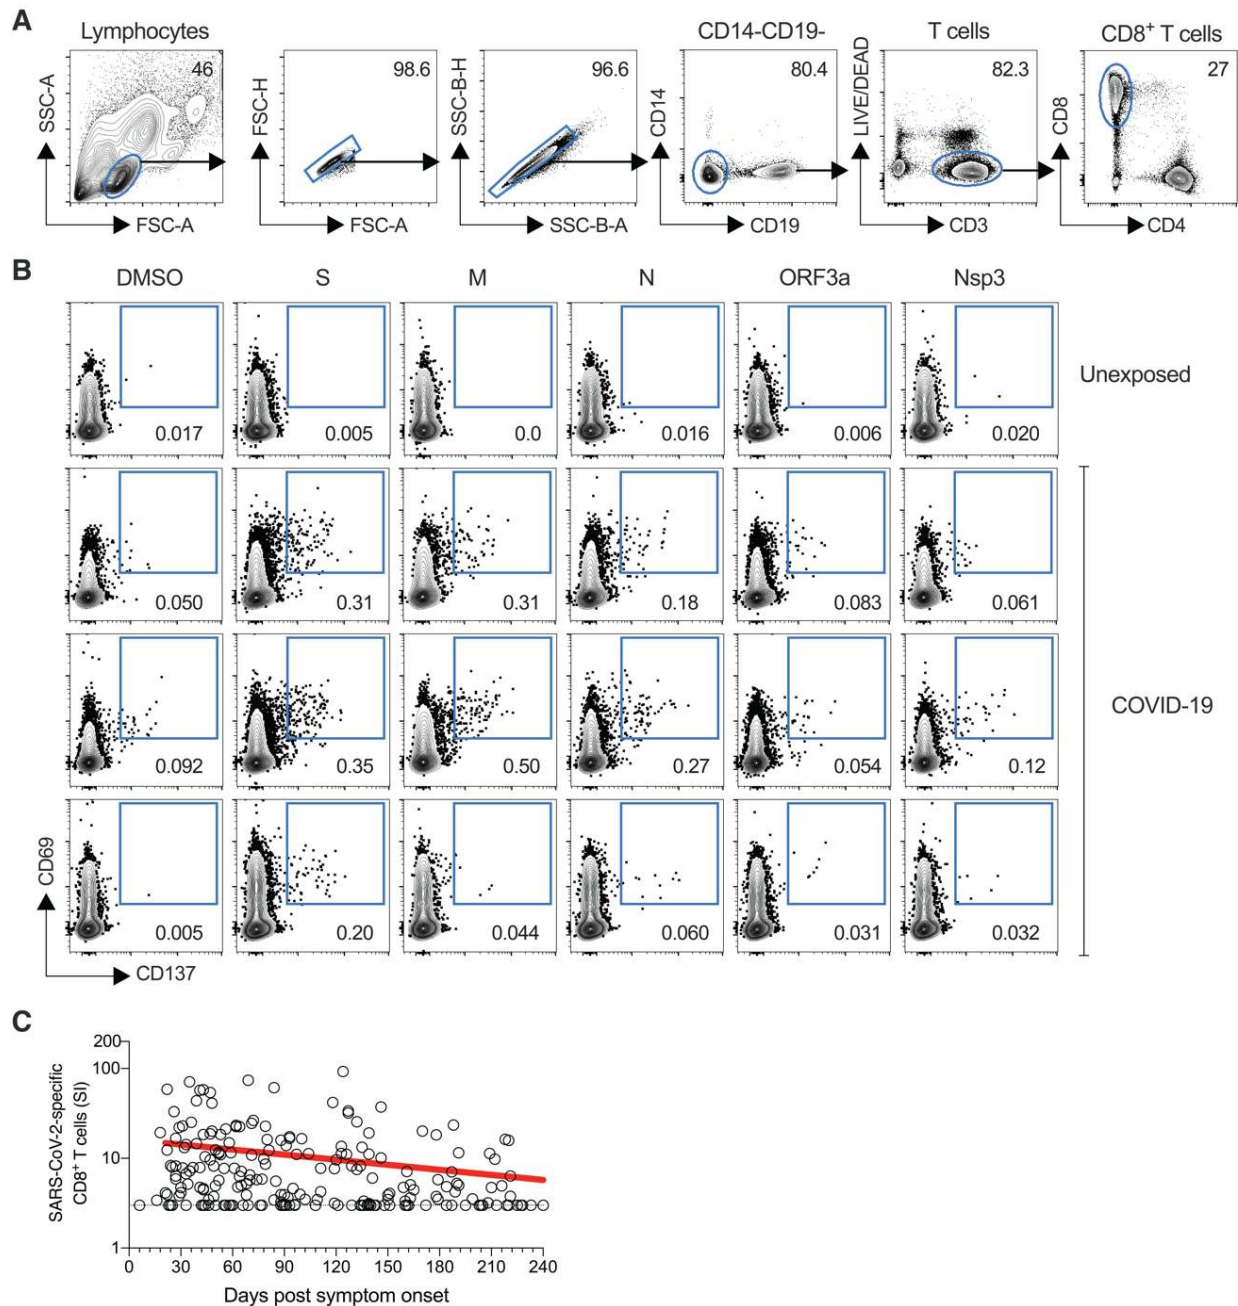 A
Lymphocytes
CD14-CD19-
T cells
CD8+ T cells
46
98.6
96.6
80.4
82.3
27
SSC-A
FSC-H
SSC-B-H
CD14
LIVE/DEAD
CD8
FSC-A
FSC-A
SSC-B-A
CD19
CD3
CD4
B
DMSO S M N ORF3a Nsp3
0.017 0.005 0.0 0.016 0.006 0.020
Unexposed
0.050 0.31 0.31 0.18 0.083 0.061
0.092 0.35 0.50 0.27 0.054 0.12
COVID-19
0.005 0.20 0.044 0.060 0.031 0.032
CD69
CD137
C
SARS-CoV-2-specific
CD8+ T cells (SI)
200
100
10
1
0 30 60 90 120 150 180 210 240
Days post symptom onset